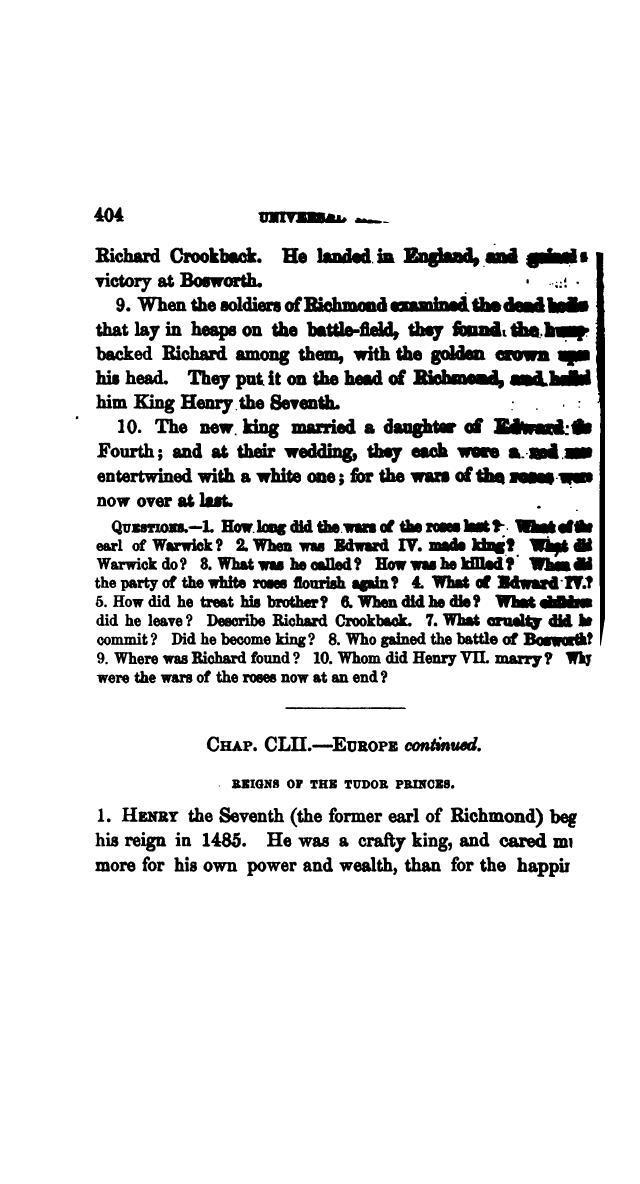 404 UNIVERSAL
Richard Crookback. He landed in England, and gained a
victory at Bosworth.
9. When the soldiers of Richmond examined the dead bodies
that lay in heaps on the battle-field, they found the hump-
backed Richard among them, with the golden crown upon
his head. They put it on the head of Richmond, and hailed
him King Henry the Seventh.
10. The new king married a daughter of Edward the
Fourth; and at their wedding, they each wore a red rose
entertwined with a white one; for the wars of the roses were
now over at last.
QUESTIONS.—1. How long did the wars of the roses last? What of the
earl of Warwick? 2. When was Edward IV. made king? What did
Warwick do? 3. What was he called? How was he killed? When did
the party of the white roses flourish again? 4. What of Edward IV.?
5. How did he treat his brother? 6. When did he die? What children
did he leave? Describe Richard Crookback. 7. What cruelty did he
commit? Did he become king? 8. Who gained the battle of Bosworth?
9. Where was Richard found? 10. Whom did Henry VII. marry? Why
were the wars of the roses now at an end?
CHAP. CLII.—EUROPE continued.
REIGNS OF THE TUDOR PRINCES.
1. HENRY the Seventh (the former earl of Richmond) beg
his reign in 1485. He was a crafty king, and cared
more for his own power and wealth, than for the